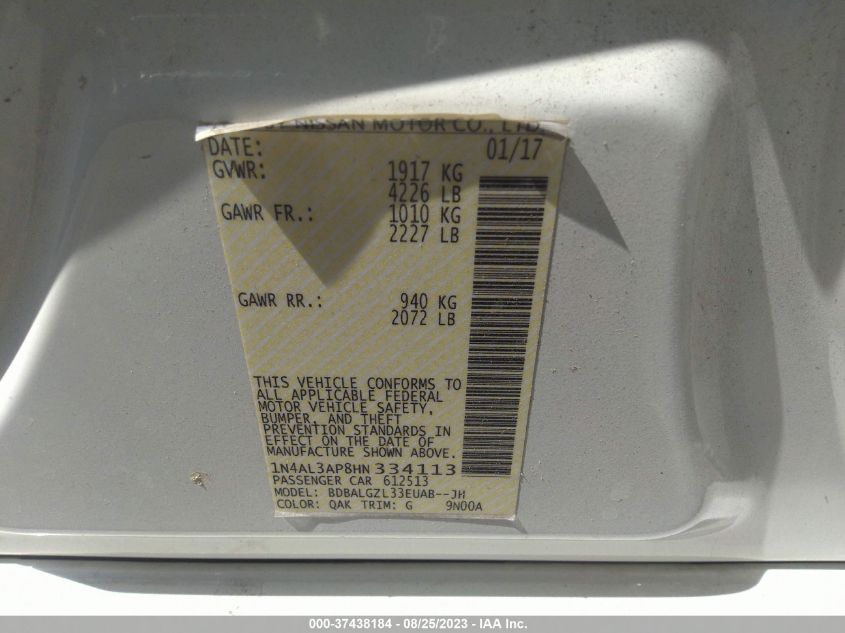 BY NISSAN MOTOR CO., LTD.
DATE: 01/17
GVWR: 1917 KG
4226 LB
GAWR FR.: 1010 KG
2227 LB
GAWR RR.: 940 KG
2072 LB
THIS VEHICLE CONFORMS TO
ALL APPLICABLE FEDERAL
MOTOR VEHICLE SAFETY,
BUMPER, AND THEFT
PREVENTION STANDARDS IN
EFFECT ON THE DATE OF
MANUFACTURE SHOWN ABOVE.
1N4AL3AP8HN334113
PASSENGER CAR 612513
MODEL: BDBALGZL33EUAB--JH
COLOR: QAK TRIM: G 9N00A
000-37438184 - 08/25/2023 - IAA Inc.